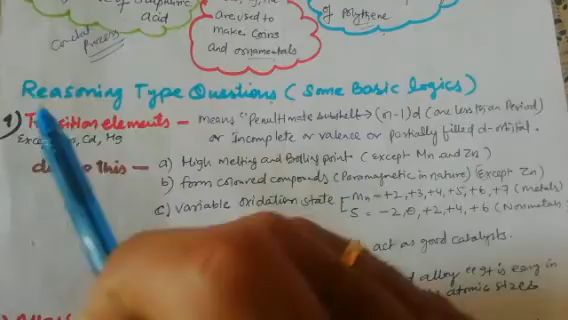 of Sulphuric
acid
Contact
Process
are used to
make coins
and ornamentals
of polythene
Reasoning Type Questions (Some Basic logics)
1) Transition elements — means "Penultimate subshell → (n-1)d (one less than Period)
or incomplete or valence or partially filled d-orbital.
Cd, Hg
this — a) High melting and Boiling point (except Mn and Zn)
b) form coloured compounds (Paramagnetic in nature) (Except Zn)
c) variable oxidation state [Mn = +2, +3, +4, +5, +6, +7 (metals)
S = -2, 0, +2, +4, +6 (Nonmetals)
act as good catalysts.
alloy is easy in
atomic sizes